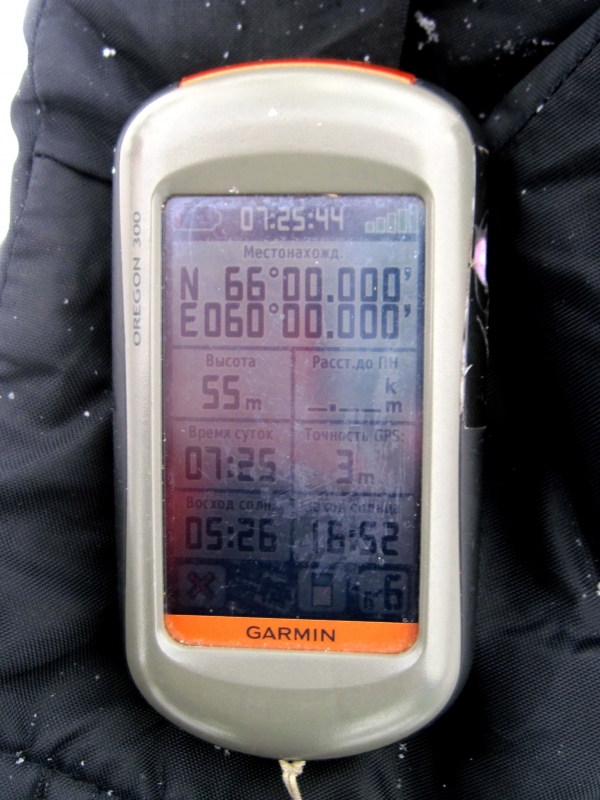 OREGON 300
07:25:44
Местонахожд.
N 66°00.000'
E060°00.000'
Высота
Расст.до ПН
55m
_._ _ _ k m
Время суток
Точность GPS:
07:25
3m
Восход солн.
05:26
16:52
GARMIN